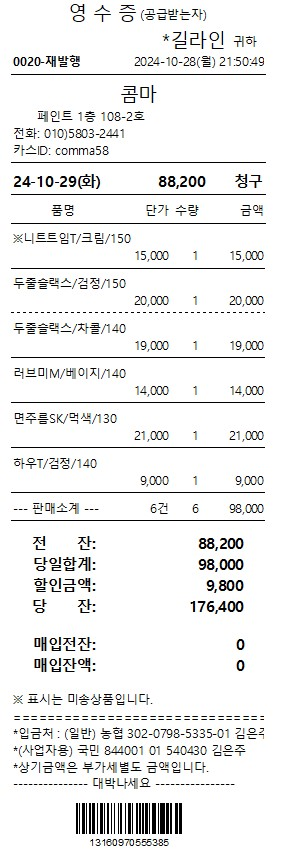 영 수 증 (공급받는자)
*길라인 귀하
0020-재발행 2024-10-28(월) 21:50:49
콤마
페인트 1층 108-2호
전화: 010)5803-2441
카스ID: comma58
24-10-29(화) 88,200 청구
품명 단가 수량 금액
※니트트임T/크림/150
15,000 1 15,000
두줄슬랙스/검정/150
20,000 1 20,000
두줄슬랙스/차콜/140
19,000 1 19,000
러브미M/베이지/140
14,000 1 14,000
면주름SK/먹색/130
21,000 1 21,000
하우T/검정/140
9,000 1 9,000
--- 판매소계 --- 6건 6 98,000
전 잔: 88,200
당일합계: 98,000
할인금액: 9,800
당 잔: 176,400
매입전잔: 0
매입잔액: 0
※ 표시는 미송상품입니다.
==============================
*입금처 : (일반) 농협 302-0798-5335-01 김은주
*(사업자용) 국민 844001 01 540430 김은주
*상기금액은 부가세별도 금액입니다.
--------------- 대박나세요 ----------------
13160970555385